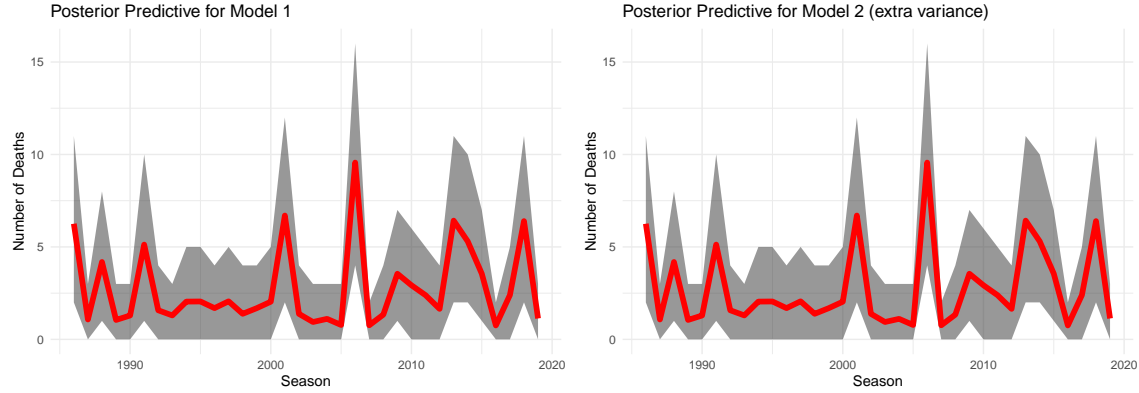 Posterior Predictive for Model 1
15
10
5
0
Number of Deaths
1990
2000
2010
2020
Season
Posterior Predictive for Model 2 (extra variance)
15
10
5
0
Number of Deaths
1990
2000
2010
2020
Season